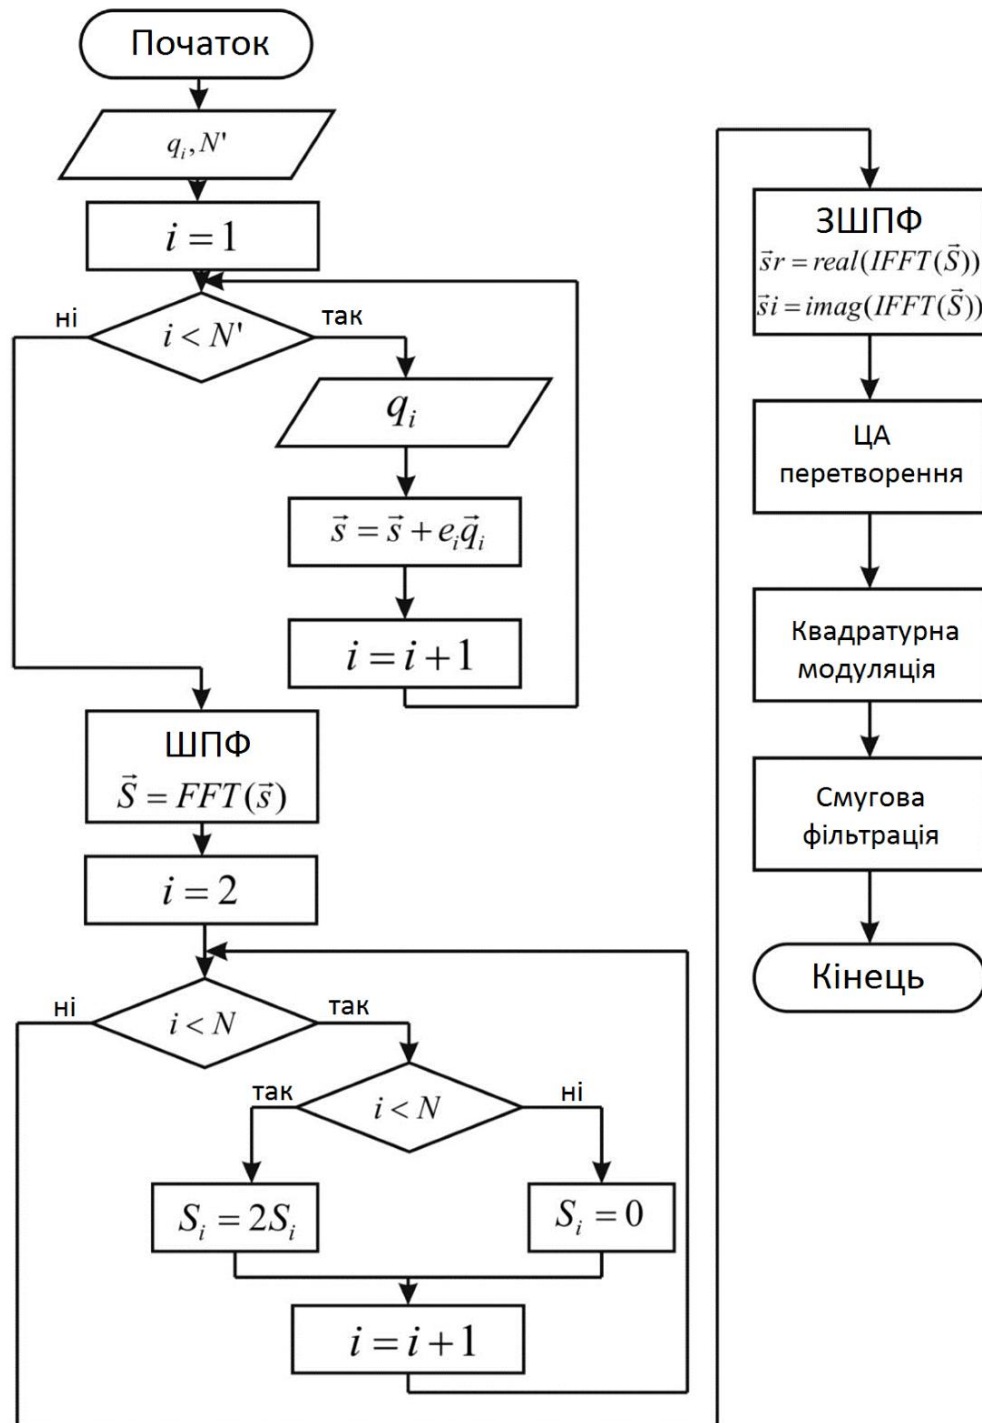 Початок
q_i, N'
i = 1
ні
i < N'
так
q_i
s⃗ = s⃗ + e_i q⃗_i
i = i + 1
ШПФ
S⃗ = FFT(s⃗)
i = 2
ні
i < N
так
так
i < N
ні
S_i = 2S_i
S_i = 0
i = i + 1
ЗШПФ
s⃗r = real(IFFT(S⃗))
s⃗i = imag(IFFT(S⃗))
ЦА
перетворення
Квадратурна
модуляція
Смугова
фільтрація
Кінець